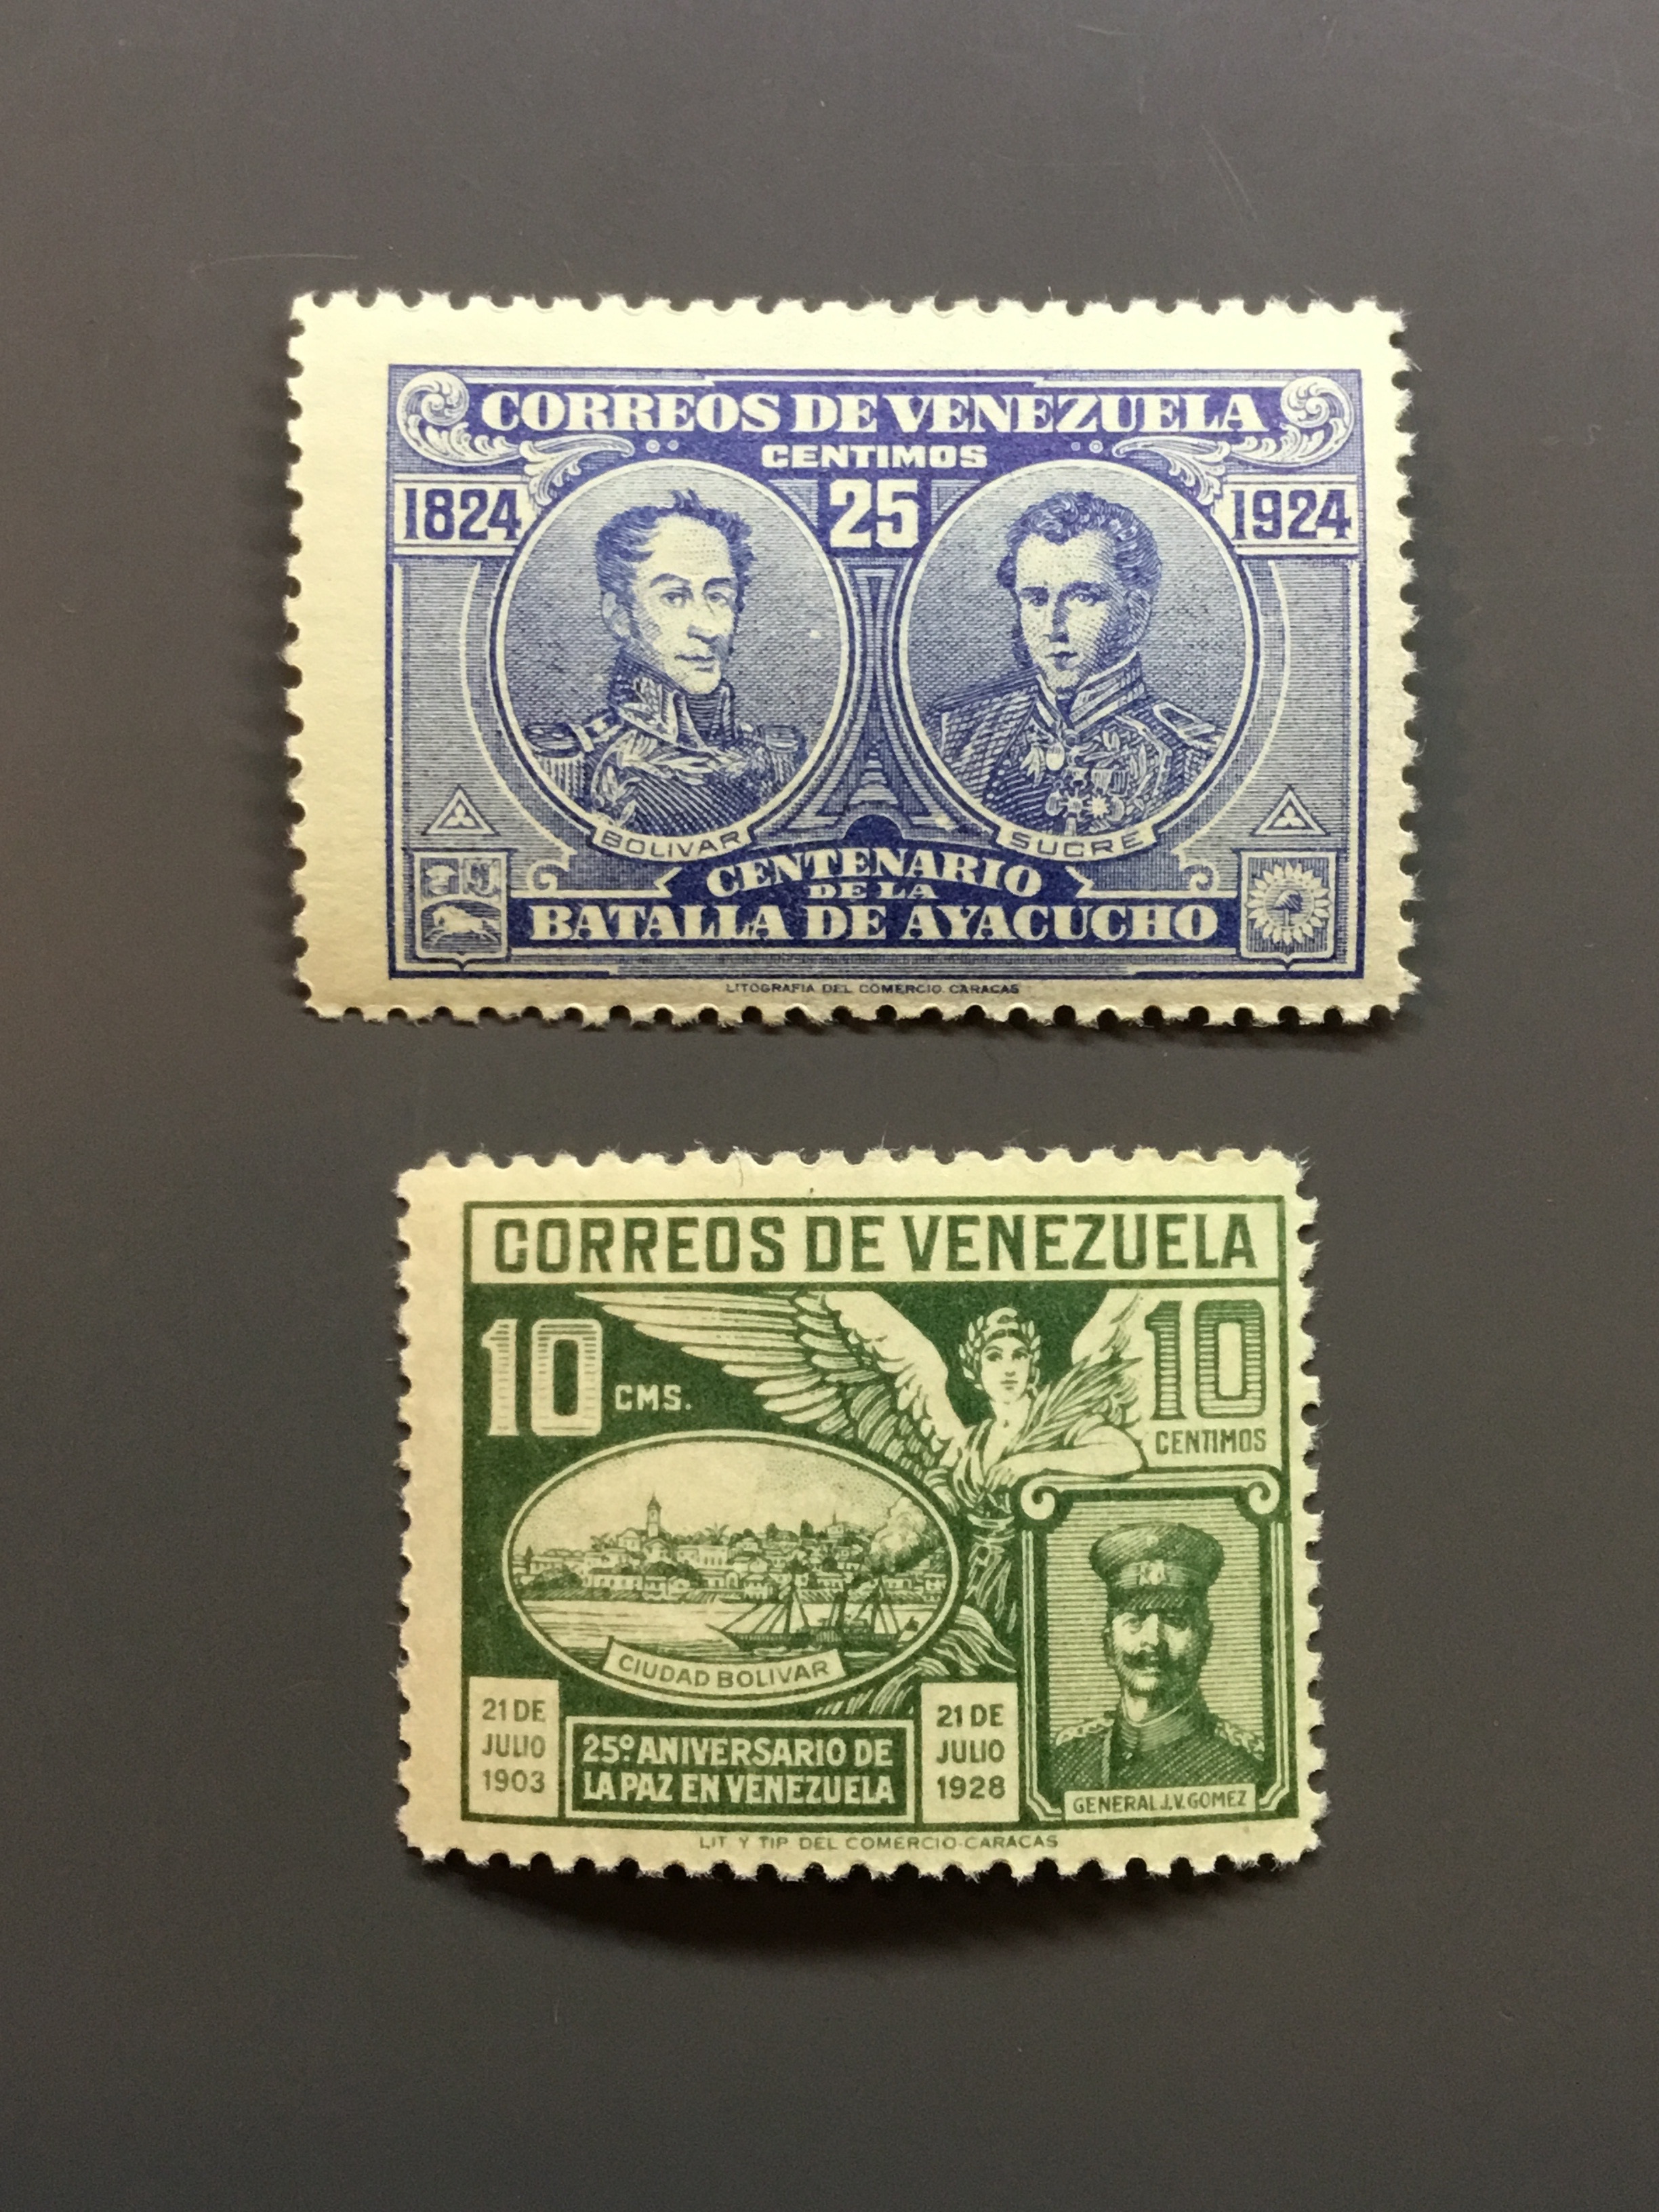 CORREOS DE VENEZUELA
CENTIMOS
1824 25 1924
BOLIVAR SUCRE
CENTENARIO
DE LA
BATALLA DE AYACUCHO
LITOGRAFIA DEL COMERCIO. CARACAS
CORREOS DE VENEZUELA
10 CMS. 10
CENTIMOS
CIUDAD BOLIVAR
21 DE
JULIO
1903
25º ANIVERSARIO DE
LA PAZ EN VENEZUELA
21 DE
JULIO
1928
GENERAL J.V. GOMEZ
LIT Y TIP DEL COMERCIO-CARACAS